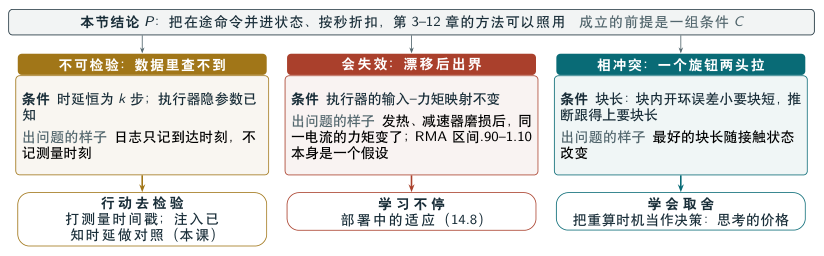 本节结论 P：把在途命令并进状态、按秒折扣，第 3–12 章的方法可以照用 成立的前提是一组条件 C
不可检验：数据里查不到
条件 时延恒为 k 步；执行器隐参数已
知
出问题的样子 日志只记到达时刻，不
记测量时刻
行动去检验
打测量时间戳；注入已
知时延做对照（本课）
会失效：漂移后出界
条件 执行器的输入–力矩映射不变
出问题的样子 发热、减速器磨损后，同
一电流的力矩变了；RMA 区间.90–1.10
本身是一个假设
学习不停
部署中的适应（14.8）
相冲突：一个旋钮两头拉
条件 块长：块内开环误差小要块短，推
断跟得上要块长
出问题的样子 最好的块长随接触状态
改变
学会取舍
把重算时机当作决策：思考的价格